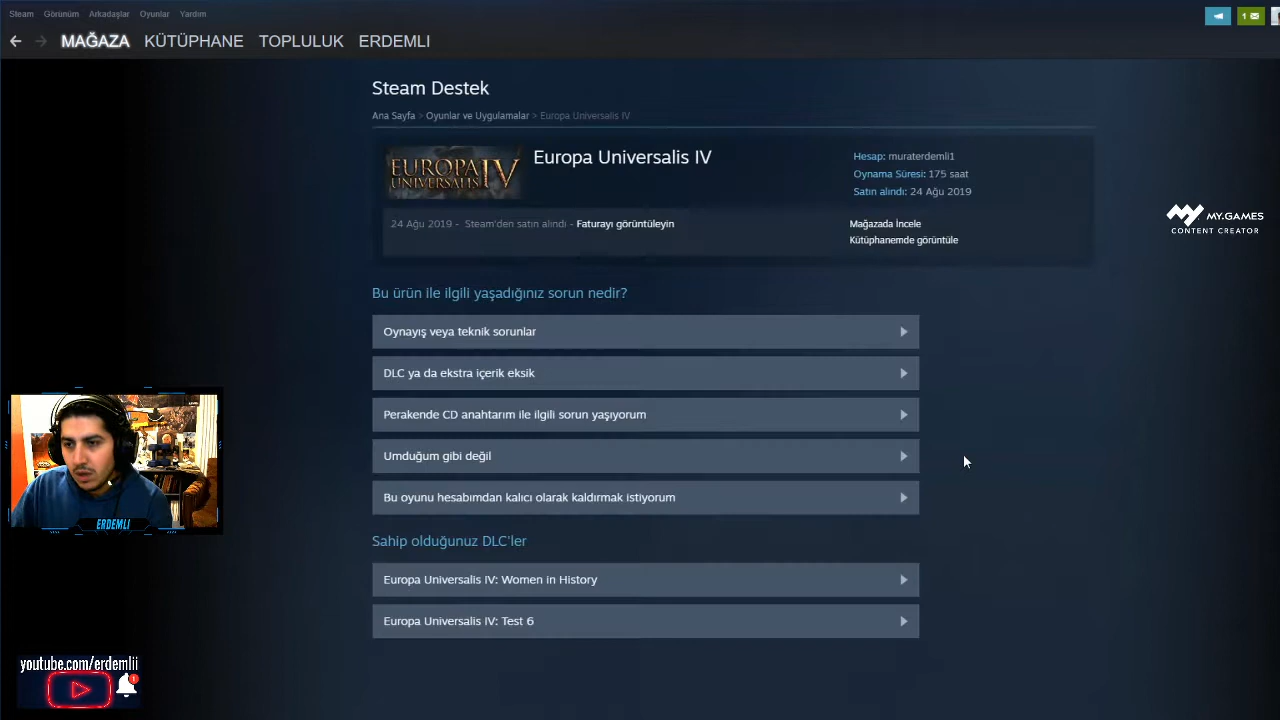 Steam Görünüm Arkadaşlar Oyunlar Yardım
1
MAĞAZA KÜTÜPHANE TOPLULUK ERDEMLI
Steam Destek
Ana Sayfa > Oyunlar ve Uygulamalar > Europa Universalis IV
EUROPA UNIVERSALIS IV
Europa Universalis IV
Hesap: muraterdemli1
Oynama Süresi: 175 saat
Satın alındı: 24 Ağu 2019
24 Ağu 2019 - Steam'den satın alındı - Faturayı görüntüleyin
Mağazada İncele
Kütüphanemde görüntüle
MY.GAMES
CONTENT CREATOR
Bu ürün ile ilgili yaşadığınız sorun nedir?
Oynayış veya teknik sorunlar
DLC ya da ekstra içerik eksik
Perakende CD anahtarım ile ilgili sorun yaşıyorum
Umduğum gibi değil
Bu oyunu hesabımdan kalıcı olarak kaldırmak istiyorum
Sahip olduğunuz DLC'ler
Europa Universalis IV: Women in History
Europa Universalis IV: Test 6
ERDEMLI
youtube.com/erdemlii
1